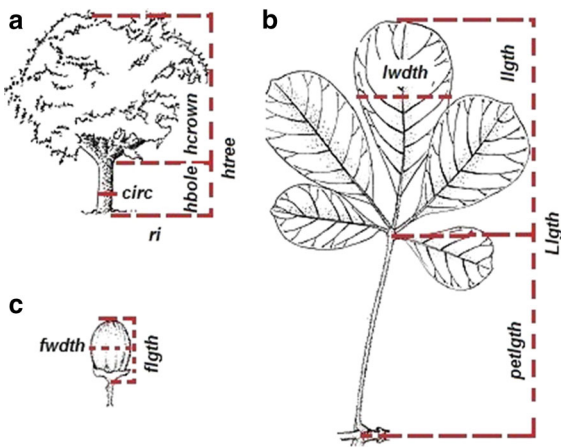 a
hcrown
htree
hbole
circ
ri
b
lwdth
llgth
Llgth
petlgth
c
fwdth
flgth